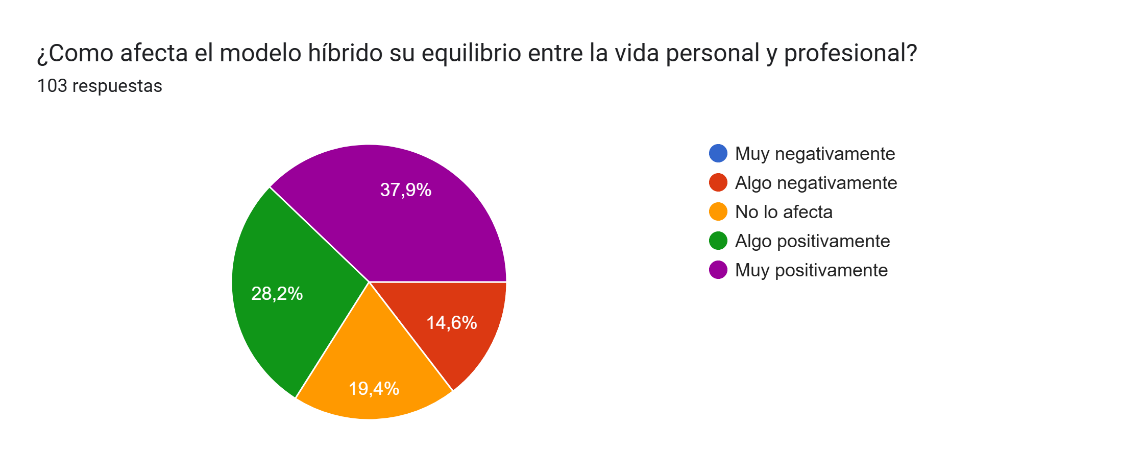 ¿Como afecta el modelo híbrido su equilibrio entre la vida personal y profesional?
103 respuestas
37,9%
28,2%
14,6%
19,4%
Muy negativamente
Algo negativamente
No lo afecta
Algo positivamente
Muy positivamente